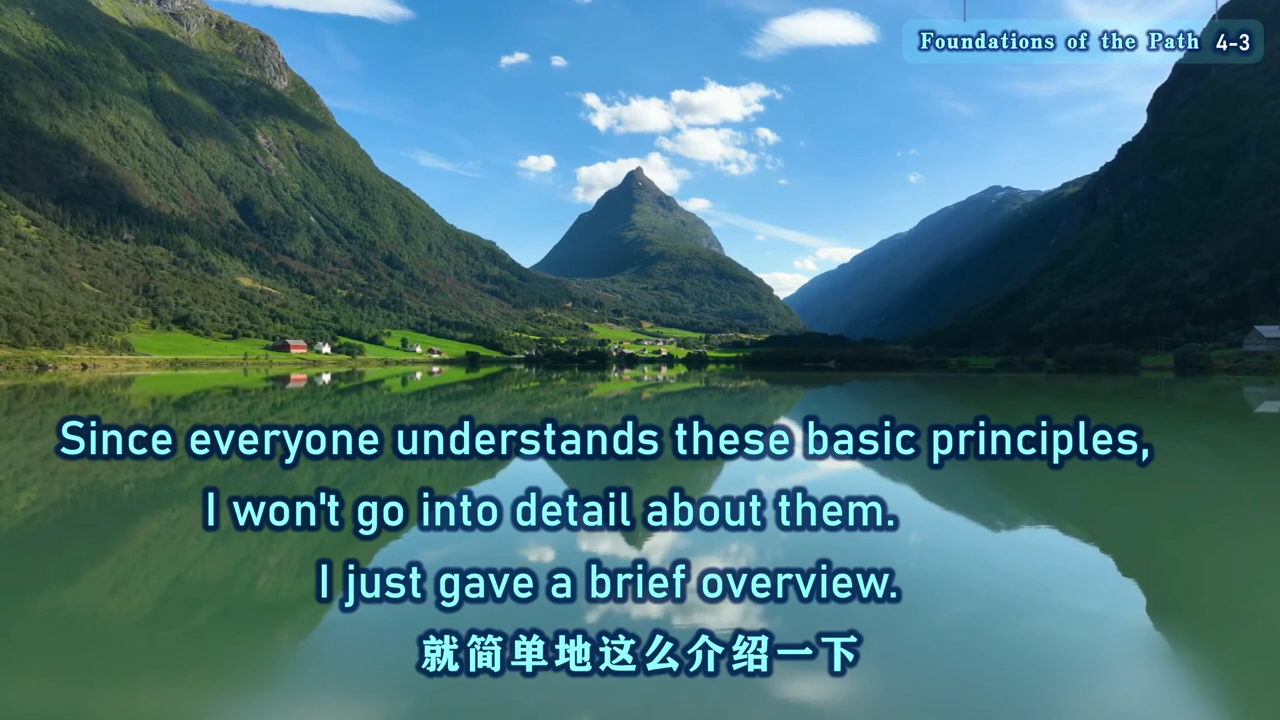 Foundations of the Path 4-3
Since everyone understands these basic principles,
I won't go into detail about them.
I just gave a brief overview.
就简单地这么介绍一下